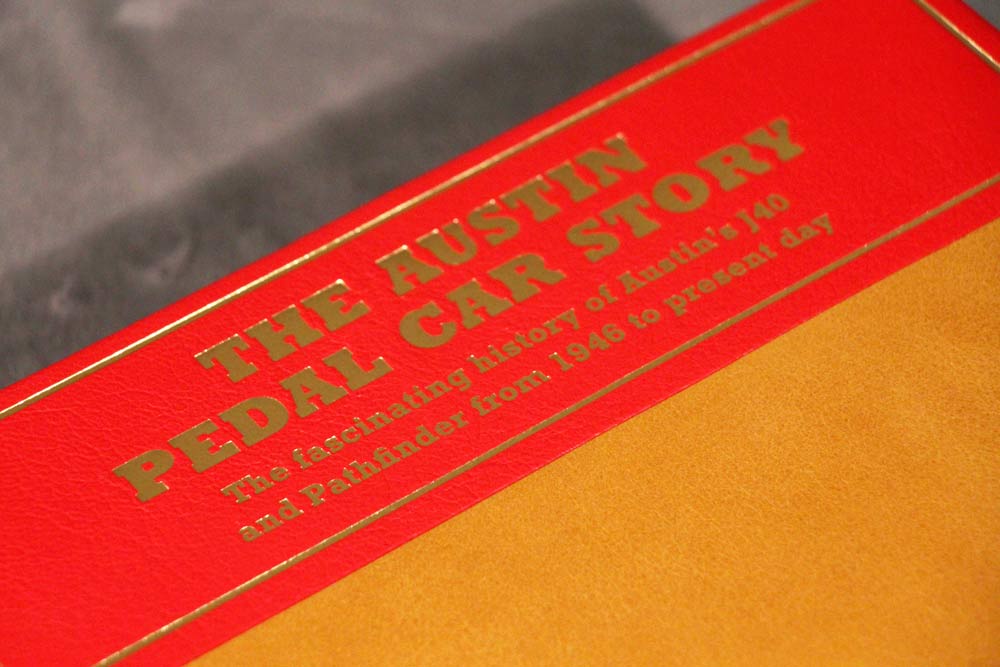 THE AUSTIN
PEDAL CAR STORY
The fascinating history of Austin's J40
and Pathfinder from 1946 to present day